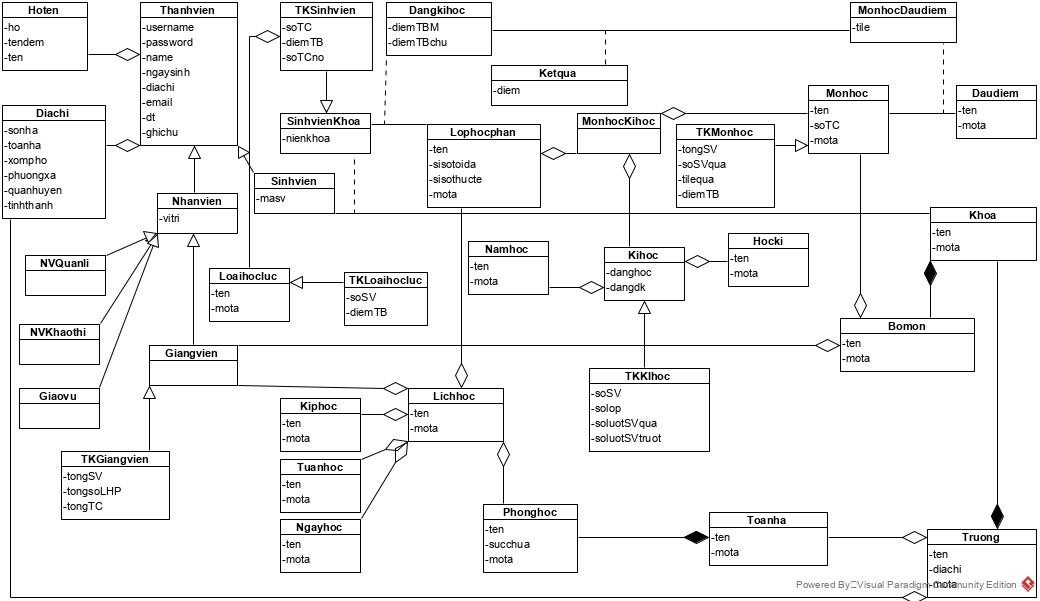 Hoten
-ho
-tendem
-ten
Thanhvien
-username
-password
-name
-ngaysinh
-diachi
-email
-dt
-ghichu
TKSinhvien
-soTC
-diemTB
-soTCno
Dangkihoc
-diemTBM
-diemTBchu
MonhocDaudiem
-tile
Ketqua
-diem
Diachi
-sonha
-toanha
-xompho
-phuongxa
-quanhuyen
-tinhthanh
SinhvienKhoa
-nienkhoa
Lophocphan
-ten
-sisotoida
-sisothucte
-mota
MonhocKihoc
TKMonhoc
-tongSV
-soSVqua
-tilequa
-diemTB
Monhoc
-ten
-soTC
-mota
Daudiem
-ten
-mota
Sinhvien
-masv
Nhanvien
-vitri
Khoa
-ten
-mota
NVQuanli
Loaihocluc
-ten
-mota
TKLoaihocluc
-soSV
-diemTB
Namhoc
-ten
-mota
Kihoc
-danghoc
-dangdk
Hocki
-ten
-mota
NVKhaothi
Giangvien
Bomon
-ten
-mota
Giaovu
Kiphoc
-ten
-mota
Lichhoc
-ten
-mota
TKKIhoc
-soSV
-solop
-soluotSVqua
-soluotSVtruot
TKGiangvien
-tongSV
-tongsoLHP
-tongTC
Tuanhoc
-ten
-mota
Ngayhoc
-ten
-mota
Phonghoc
-ten
-succhua
-mota
Toanha
-ten
-mota
Truong
-ten
-diachi
-mota
Powered By Visual Paradigm Community Edition